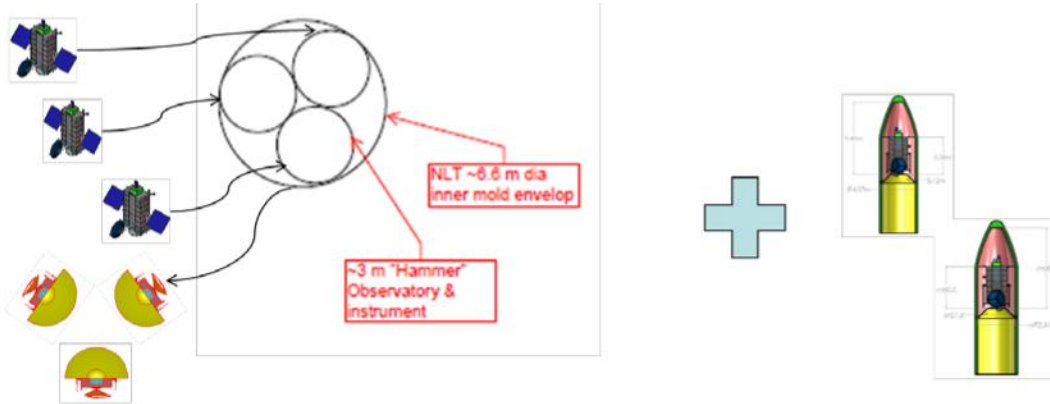 NLT ~6.6 m dia
inner mold envelop
~3 m "Hammer"
Observatory &
instrument